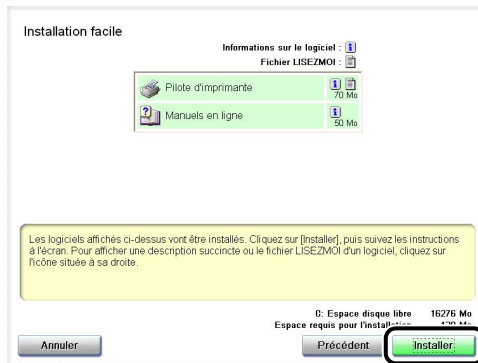 Installation facile
Informations sur le logiciel :
Fichier LISEZMOI :
Pilote d'imprimante
70 Mo
Manuels en ligne
50 Mo
Les logiciels affichés ci-dessus vont être installés. Cliquez sur [Installer], puis suivez les instructions
à l'écran. Pour afficher une description succincte ou le fichier LISEZMOI d'un logiciel, cliquez sur
l'icône située à sa droite.
C: Espace disque libre 16276 Mo
Espace requis pour l'installation 120 Mo
Annuler Précédent Installer